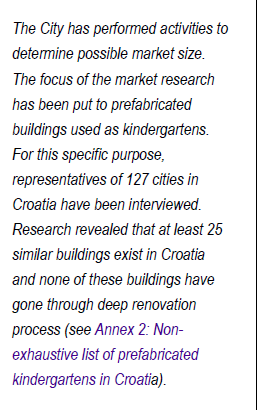 The City has performed activities to
determine possible market size.
The focus of the market research
has been put to prefabricated
buildings used as kindergartens.
For this specific purpose,
representatives of 127 cities in
Croatia have been interviewed.
Research revealed that at least 25
similar buildings exist in Croatia
and none of these buildings have
gone through deep renovation
process (see Annex 2: Non-
exhaustive list of prefabricated
kindergartens in Croatia).